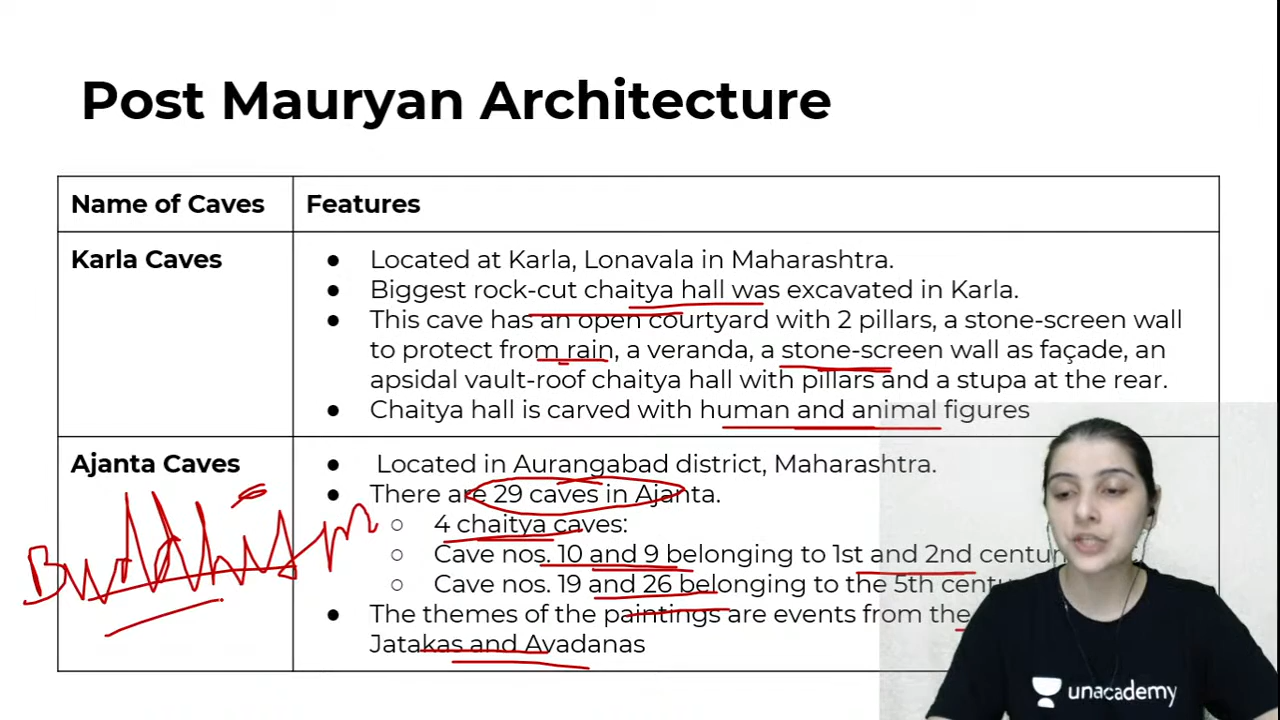 Post Mauryan Architecture
Name of Caves
Features
Karla Caves
● Located at Karla, Lonavala in Maharashtra.
● Biggest rock-cut chaitya hall was excavated in Karla.
● This cave has an open courtyard with 2 pillars, a stone-screen wall
to protect from rain, a veranda, a stone-screen wall as façade, an
apsidal vault-roof chaitya hall with pillars and a stupa at the rear.
● Chaitya hall is carved with human and animal figures
Ajanta Caves
Buddhism
● Located in Aurangabad district, Maharashtra.
● There are 29 caves in Ajanta.
○ 4 chaitya caves:
○ Cave nos. 10 and 9 belonging to 1st and 2nd
○ Cave nos. 19 and 26 belonging to the 5th
● The themes of the paintings are events from the
Jatakas and Avadanas
unacademy